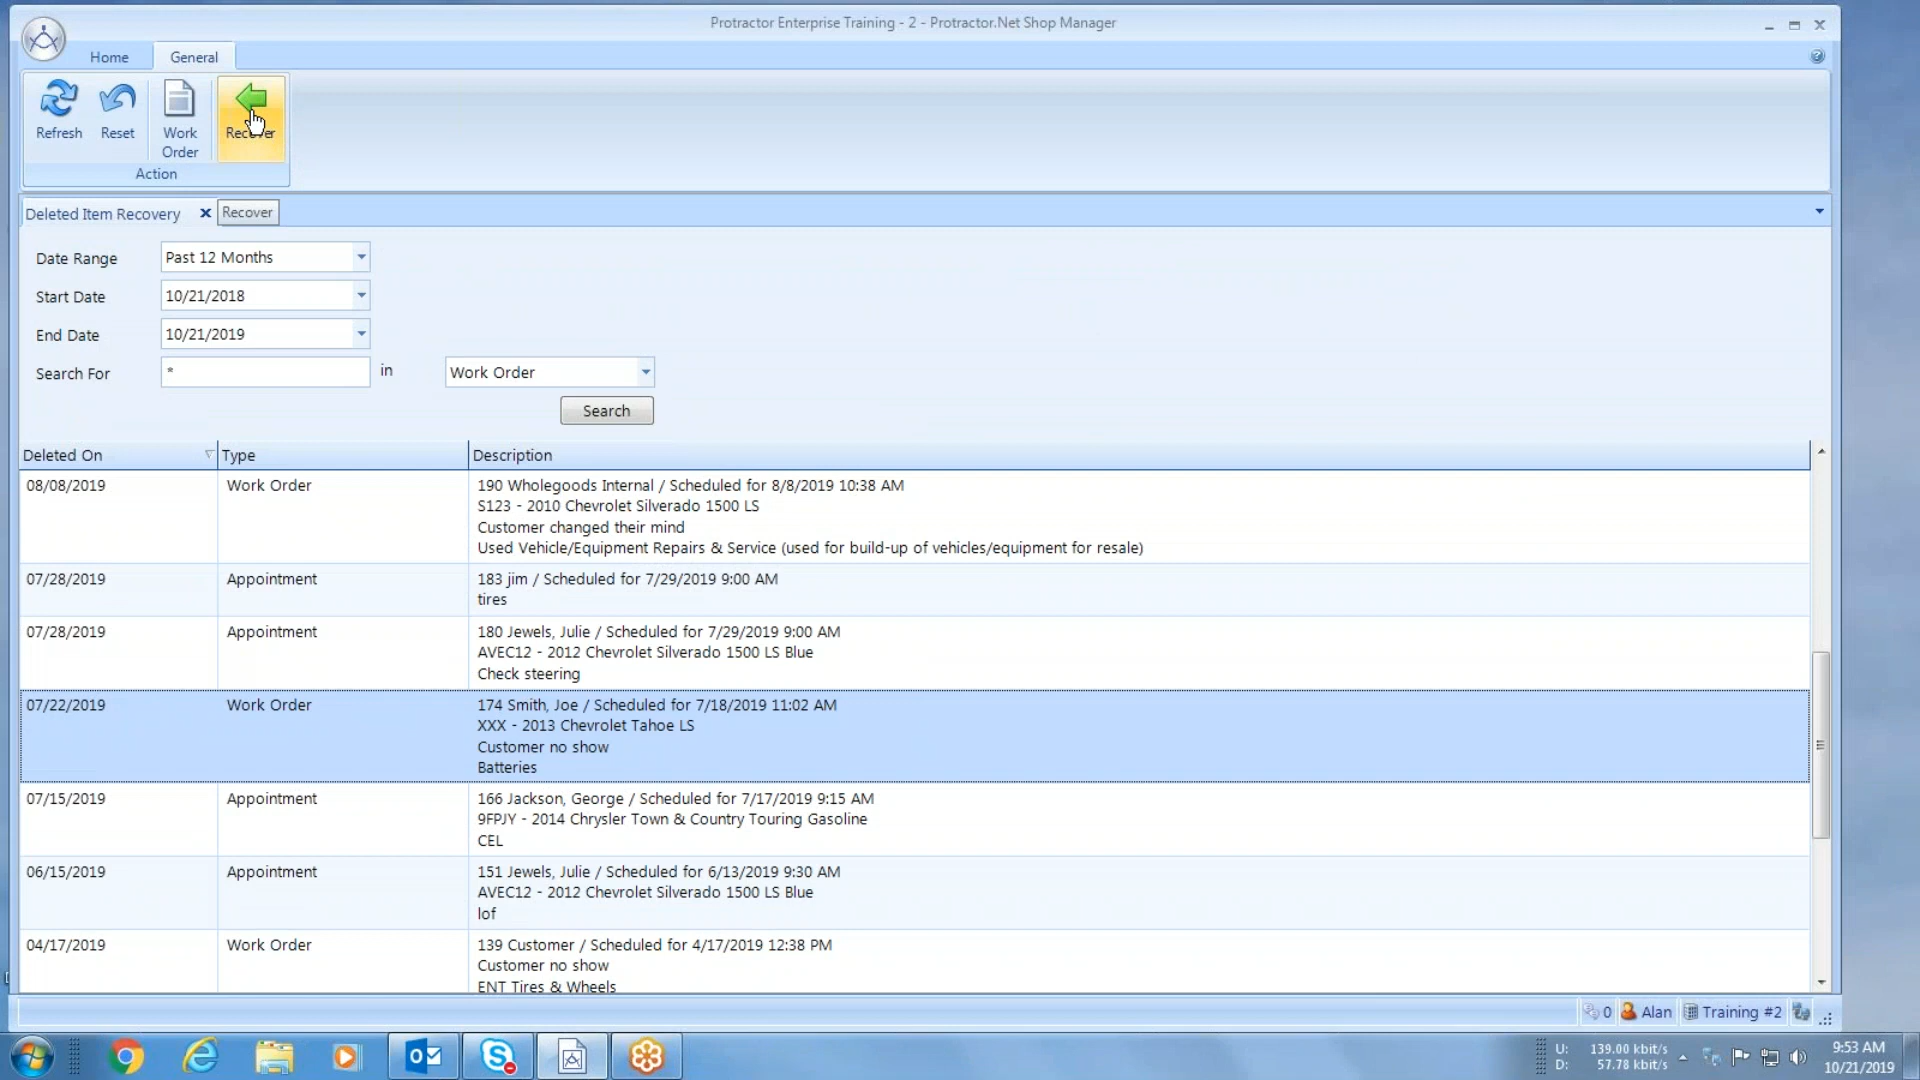 Protractor Enterprise Training - 2 - Protractor.Net Shop Manager
Home
General
Refresh
Reset
Work
Order
Recover
Action
Deleted Item Recovery
Recover
Date Range
Past 12 Months
Start Date
10/21/2018
End Date
10/21/2019
Search For
*
in
Work Order
Search
Deleted On
Type
Description
08/08/2019
Work Order
190 Wholegoods Internal / Scheduled for 8/8/2019 10:38 AM
S123 - 2010 Chevrolet Silverado 1500 LS
Customer changed their mind
Used Vehicle/Equipment Repairs & Service (used for build-up of vehicles/equipment for resale)
07/28/2019
Appointment
183 jim / Scheduled for 7/29/2019 9:00 AM
tires
07/28/2019
Appointment
180 Jewels, Julie / Scheduled for 7/29/2019 9:00 AM
AVEC12 - 2012 Chevrolet Silverado 1500 LS Blue
Check steering
07/22/2019
Work Order
174 Smith, Joe / Scheduled for 7/18/2019 11:02 AM
XXX - 2013 Chevrolet Tahoe LS
Customer no show
Batteries
07/15/2019
Appointment
166 Jackson, George / Scheduled for 7/17/2019 9:15 AM
9FPJY - 2014 Chrysler Town & Country Touring Gasoline
CEL
06/15/2019
Appointment
151 Jewels, Julie / Scheduled for 6/13/2019 9:30 AM
AVEC12 - 2012 Chevrolet Silverado 1500 LS Blue
lof
04/17/2019
Work Order
139 Customer / Scheduled for 4/17/2019 12:38 PM
Customer no show
ENT Tires & Wheels
0
Alan
Training #2
U: 139.00 kbit/s
D: 57.78 kbit/s
9:53 AM
10/21/2019